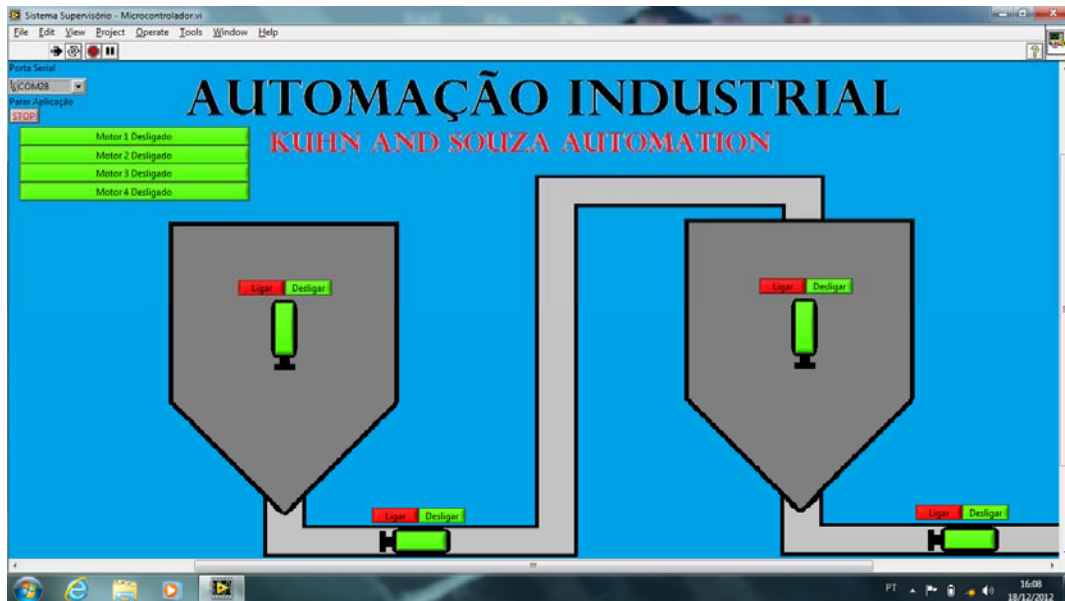 Sistema Supervisório - Microcontrolador.vi
File Edit View Project Operate Tools Window Help
Porta Serial
COM28
Parar Aplicação
STOP
AUTOMAÇÃO INDUSTRIAL
KUHN AND SOUZA AUTOMATION
Motor 1 Desligado
Motor 2 Desligado
Motor 3 Desligado
Motor 4 Desligado
Ligar Desligar
Ligar Desligar
Ligar Desligar
Ligar Desligar
PT
16:08
18/12/2012